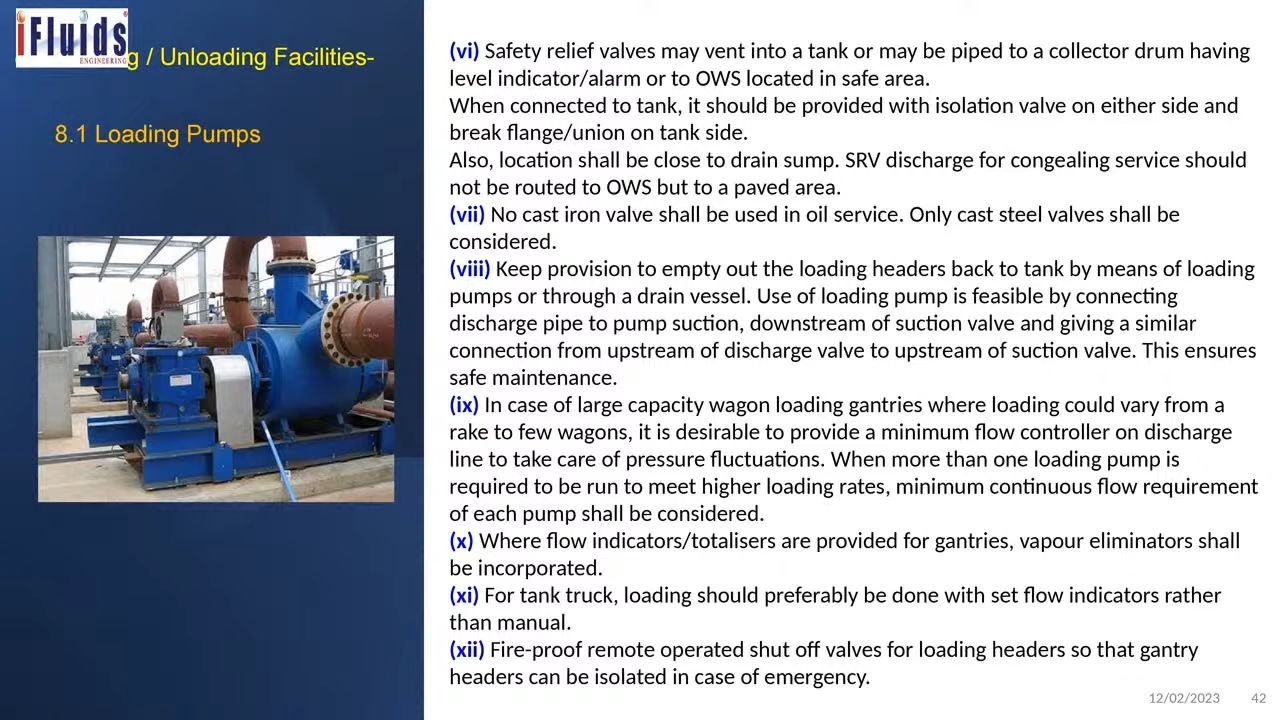 iFluids
ENGINEERING
g / Unloading Facilities-
8.1 Loading Pumps
(vi) Safety relief valves may vent into a tank or may be piped to a collector drum having
level indicator/alarm or to OWS located in safe area.
When connected to tank, it should be provided with isolation valve on either side and
break flange/union on tank side.
Also, location shall be close to drain sump. SRV discharge for congealing service should
not be routed to OWS but to a paved area.
(vii) No cast iron valve shall be used in oil service. Only cast steel valves shall be
considered.
(viii) Keep provision to empty out the loading headers back to tank by means of loading
pumps or through a drain vessel. Use of loading pump is feasible by connecting
discharge pipe to pump suction, downstream of suction valve and giving a similar
connection from upstream of discharge valve to upstream of suction valve. This ensures
safe maintenance.
(ix) In case of large capacity wagon loading gantries where loading could vary from a
rake to few wagons, it is desirable to provide a minimum flow controller on discharge
line to take care of pressure fluctuations. When more than one loading pump is
required to be run to meet higher loading rates, minimum continuous flow requirement
of each pump shall be considered.
(x) Where flow indicators/totalisers are provided for gantries, vapour eliminators shall
be incorporated.
(xi) For tank truck, loading should preferably be done with set flow indicators rather
than manual.
(xii) Fire-proof remote operated shut off valves for loading headers so that gantry
headers can be isolated in case of emergency.
12/02/2023 42